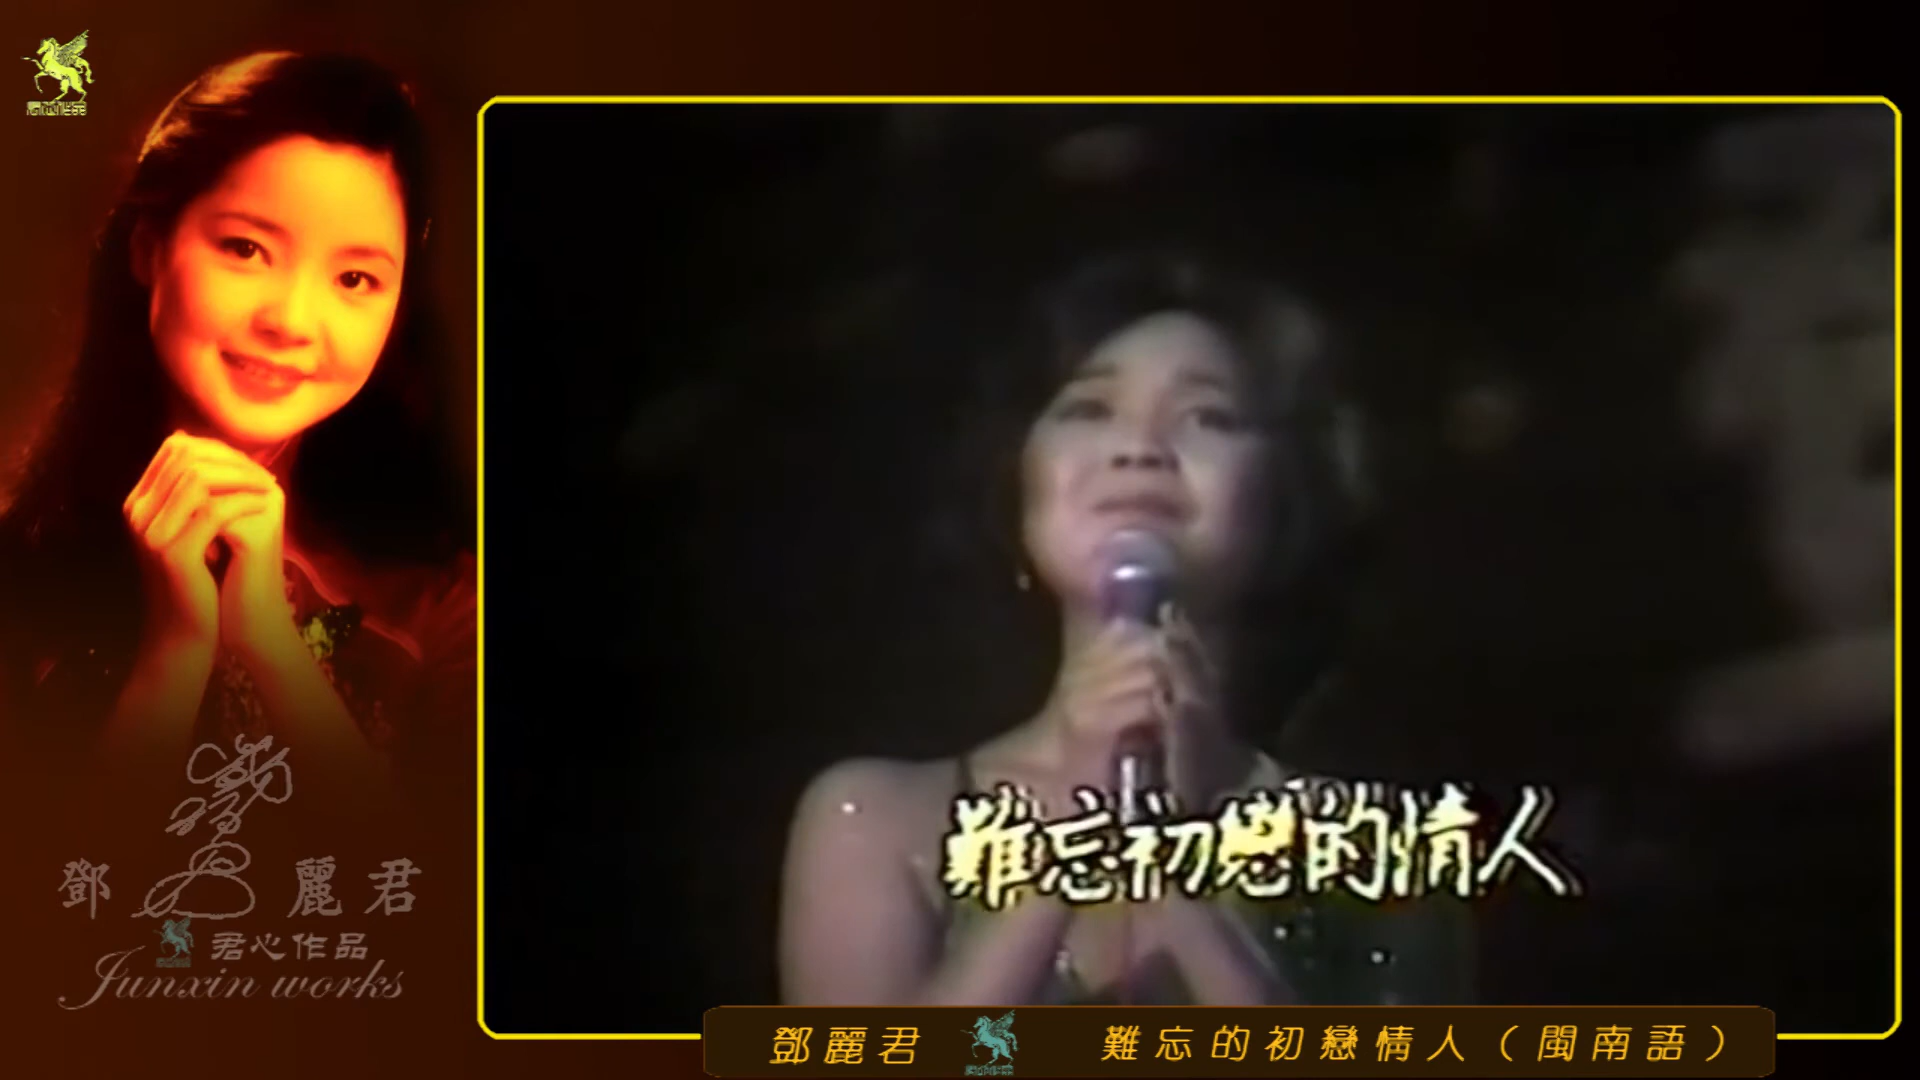 鄧麗君
君心作品
Junxin works
難忘初戀的情人
鄧麗君 難忘的初戀情人(閩南語)